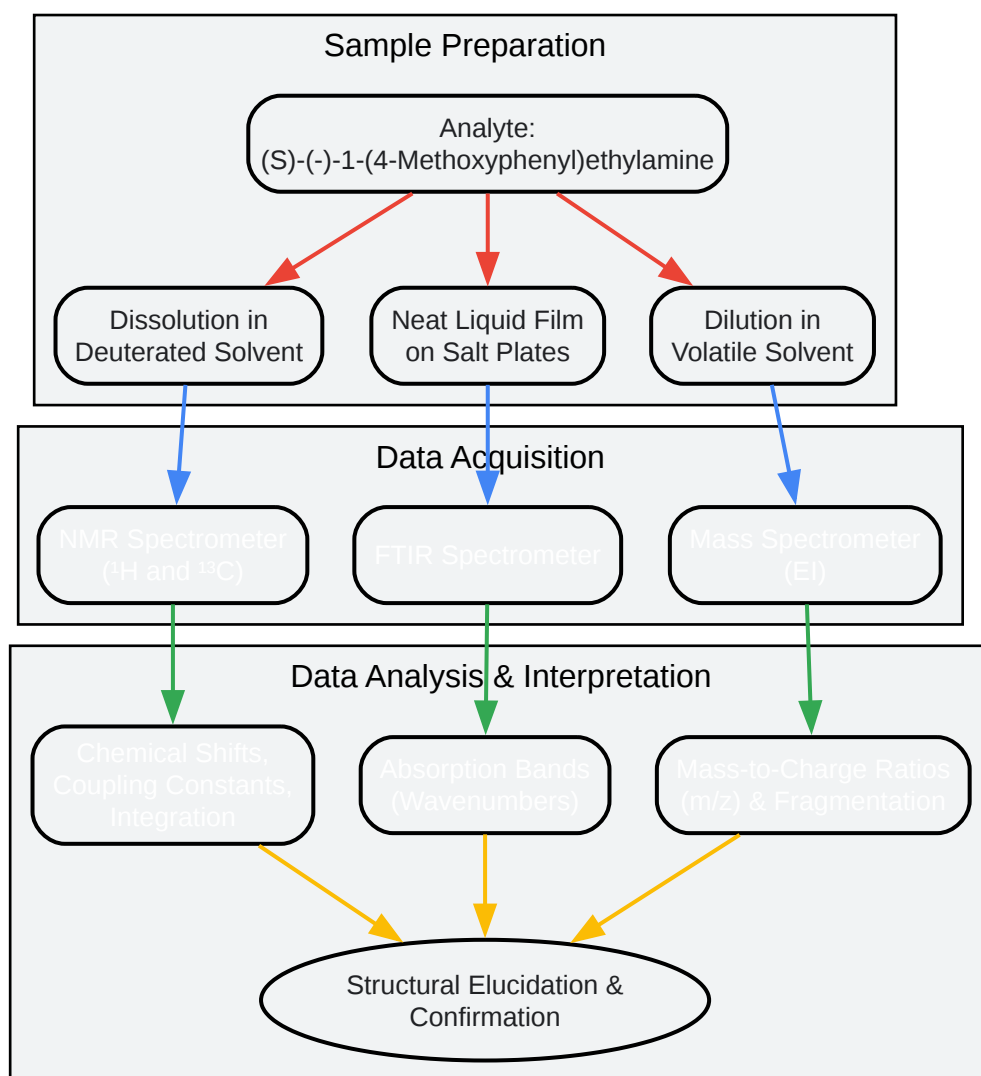 Sample Preparation
Analyte:
(S)-(-)-1-(4-Methoxyphenyl)ethylamine
Dissolution in
Deuterated Solvent
Neat Liquid Film
on Salt Plates
Dilution in
Volatile Solvent
Data Acquisition
NMR Spectrometer
(¹H and ¹³C)
FTIR Spectrometer
Mass Spectrometer
(EI)
Data Analysis & Interpretation
Chemical Shifts,
Coupling Constants,
Integration
Absorption Bands
(Wavenumbers)
Mass-to-Charge Ratios
(m/z) & Fragmentation
Structural Elucidation &
Confirmation